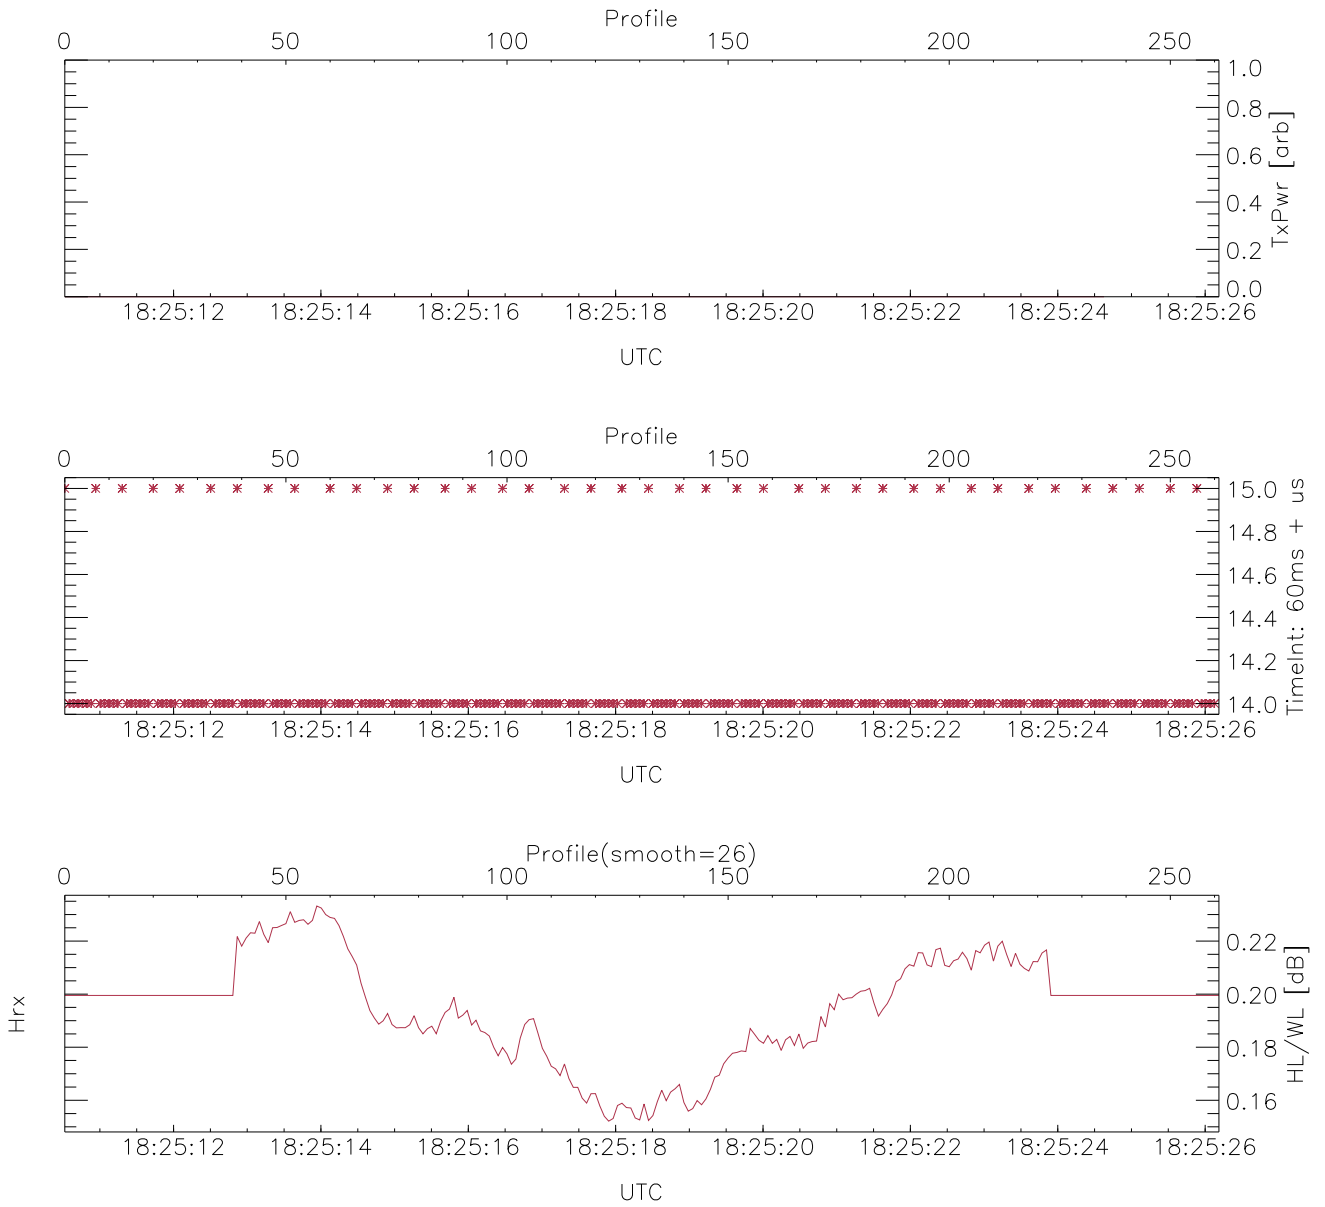 Profile
0 50 100 150 200 250
1.0
0.8
0.6
0.4
0.2
0.0
TxPwr [arb]
18:25:12 18:25:14 18:25:16 18:25:18 18:25:20 18:25:22 18:25:24 18:25:26
UTC
Profile
0 50 100 150 200 250
15.0
14.8
14.6
14.4
14.2
14.0
TimeInt: 60ms + us
18:25:12 18:25:14 18:25:16 18:25:18 18:25:20 18:25:22 18:25:24 18:25:26
UTC
Profile(smooth=26)
0 50 100 150 200 250
Hrx
0.22
0.20
0.18
0.16
HL/WL [dB]
18:25:12 18:25:14 18:25:16 18:25:18 18:25:20 18:25:22 18:25:24 18:25:26
UTC